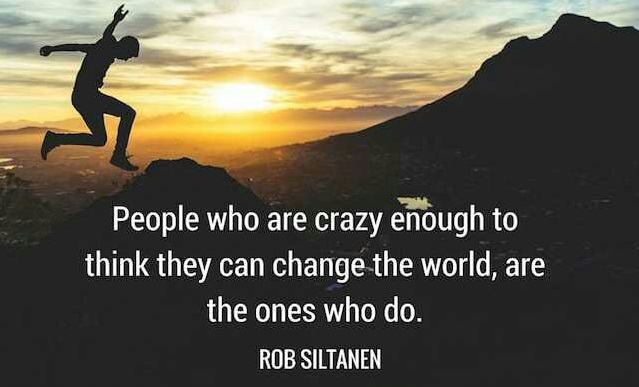 People who are crazy enough to
think they can change the world, are
the ones who do.
ROB SILTANEN